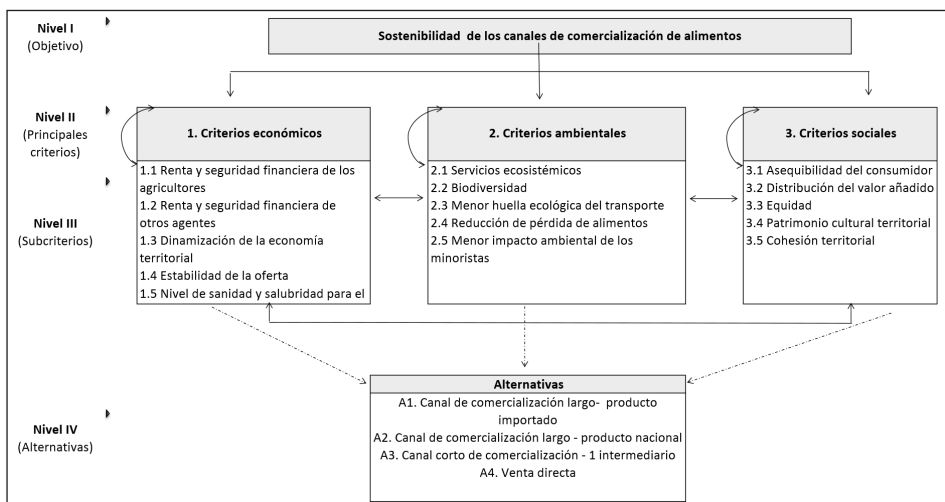 Nivel I
(Objetivo)
Sostenibilidad de los canales de comercialización de alimentos
Nivel II
(Principales
criterios)
1. Criterios económicos
2. Criterios ambientales
3. Criterios sociales
Nivel III
(Subcriterios)
1.1 Renta y seguridad financiera de los
agricultores
1.2 Renta y seguridad financiera de
otros agentes
1.3 Dinamización de la economía
territorial
1.4 Estabilidad de la oferta
1.5 Nivel de sanidad y salubridad para el
2.1 Servicios ecosistémicos
2.2 Biodiversidad
2.3 Menor huella ecológica del transporte
2.4 Reducción de pérdida de alimentos
2.5 Menor impacto ambiental de los
minoristas
3.1 Asequibilidad del consumidor
3.2 Distribución del valor añadido
3.3 Equidad
3.4 Patrimonio cultural territorial
3.5 Cohesión territorial
Nivel IV
(Alternativas)
Alternativas
A1. Canal de comercialización largo- producto
importado
A2. Canal de comercialización largo - producto nacional
A3. Canal corto de comercialización - 1 intermediario
A4. Venta directa